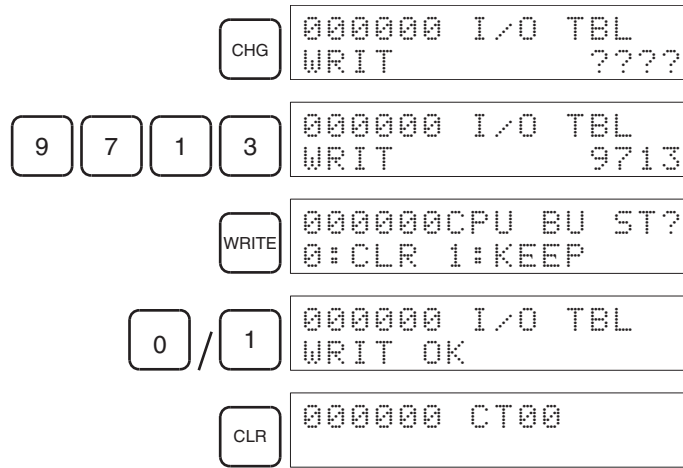 CHG
000000 I/O TBL
WRIT ????
9 7 1 3
000000 I/O TBL
WRIT 9713
WRITE
000000CPU BU ST?
0:CLR 1:KEEP
0 / 1
000000 I/O TBL
WRIT OK
CLR
000000 CT00